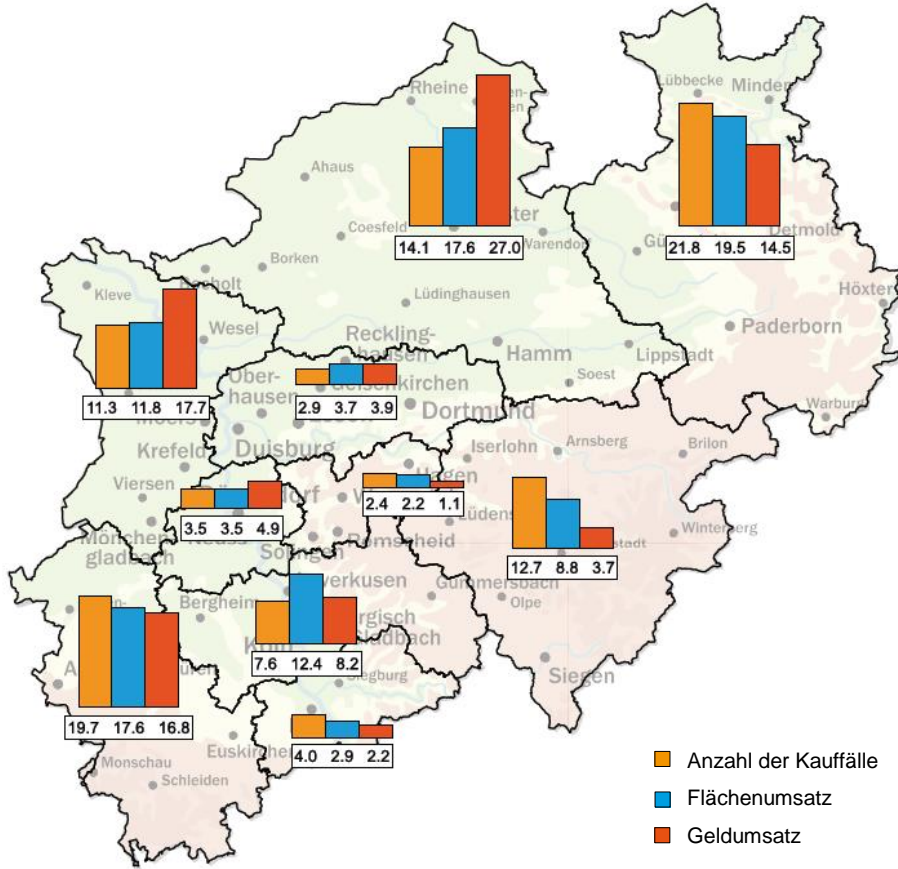 Lübbecke
Minden
Rheine
Ahaus
Coesfeld
Warendorf
14.1 17.6 27.0
21.8 19.5 14.5
Detmold
Borken
Kleve
Höxter
Lüdinghausen
Wesel
Paderborn
Reckling-
hausen
Hamm
Lippstadt
Soest
11.3 11.8 17.7
Ober-
hausen
Gelsenkirchen
2.9 3.7 3.9
Dortmund
Warburg
Duisburg
Krefeld
Iserlohn
Arnsberg
Brilon
Hagen
Viersen
3.5 3.5 4.9
2.4 2.2 1.1
Mönchen-
gladbach
Neuss
Solingen
Remscheid
Winterberg
12.7 8.8 3.7
Bergheim
Gummersbach
Olpe
7.6 12.4 8.2
Siegburg
Siegen
19.7 17.6 16.8
Euskirchen
4.0 2.9 2.2
Monschau
Schleiden
Anzahl der Kauffälle
Flächenumsatz
Geldumsatz